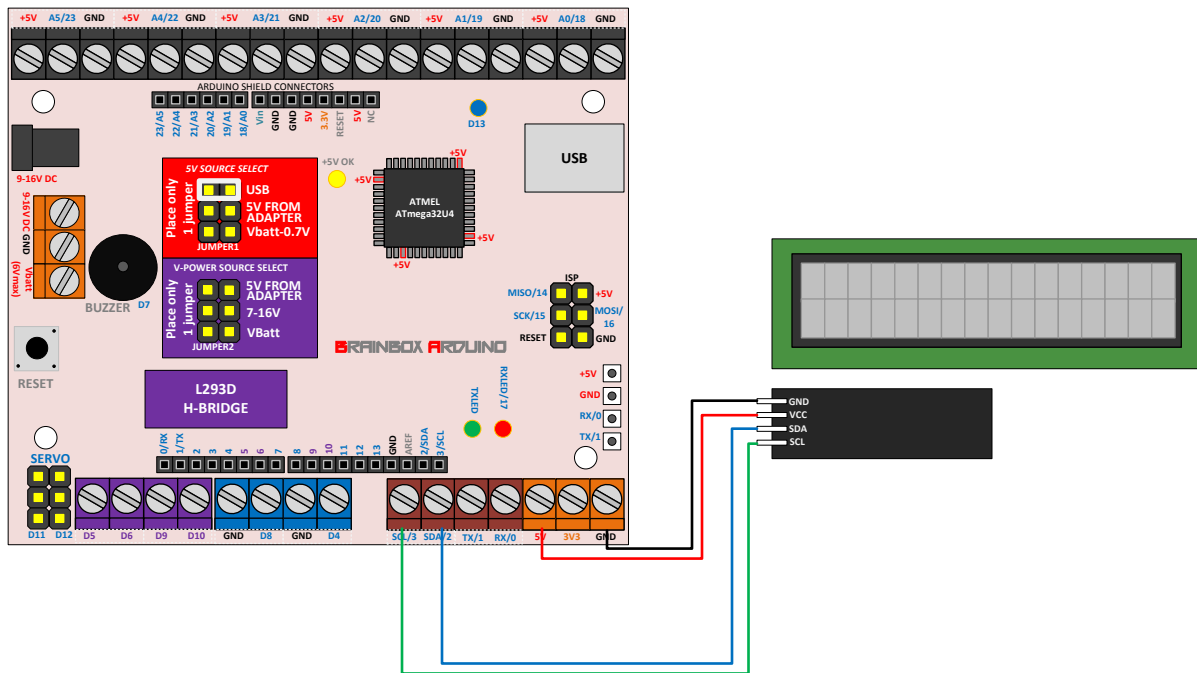 +5V A5/23 GND +5V A4/22 GND +5V A3/21 GND +5V A2/20 GND +5V A1/19 GND +5V A0/18 GND
ARDUINO SHIELD CONNECTORS
23/A5 22/A4 21/A3 20/A2 19/A1 18/A0 Vin GND GND 5V 3.3V RESET 5V NC
D13
USB
9-16V DC
9-16V DC GND Vbatt
(6Vmax)
BUZZER D7
RESET
5V SOURCE SELECT
Place only
1 jumper
USB
5V FROM
ADAPTER
Vbatt-0.7V
JUMPER1
V-POWER SOURCE SELECT
Place only
1 jumper
5V FROM
ADAPTER
7-16V
VBatt
JUMPER2
+5V OK
+5V
+5V
+5V
+5V
ATMEL
ATmega32U4
ISP
MISO/14 +5V
SCK/15 MOSI/
16
RESET GND
BRAINBOX ARDUINO
L293D
H-BRIDGE
TXLED
RXLED/17
+5V
GND
RX/0
TX/1
0/RX 1/TX 2 3 4 5 6 7 8 9 10 11 12 13 GND AREF 2/SDA 3/SCL
SERVO
D11 D12 D5 D6 D9 D10 GND D8 GND D4 SCL/3 SDA/2 TX/1 RX/0 5V 3V3 GND
GND
VCC
SDA
SCL